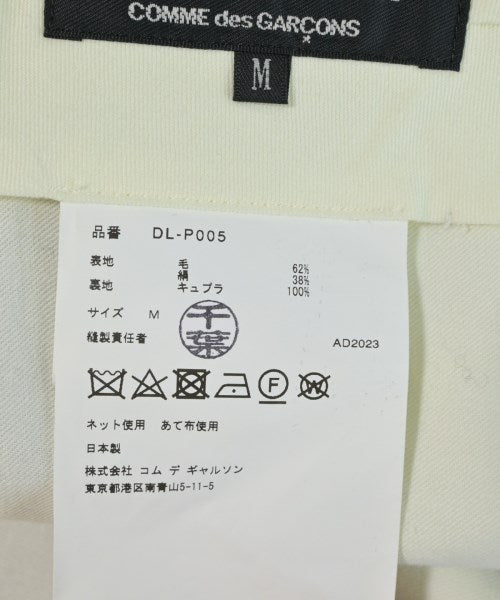 COMME des GARÇONS
M
品番 DL-P005
表地 毛 62%
絹 38%
裏地 キュプラ 100%
サイズ M
縫製責任者 千葉 AD2023
F W
ネット使用 あて布使用
日本製
株式会社 コム デ ギャルソン
東京都港区南青山5-11-5